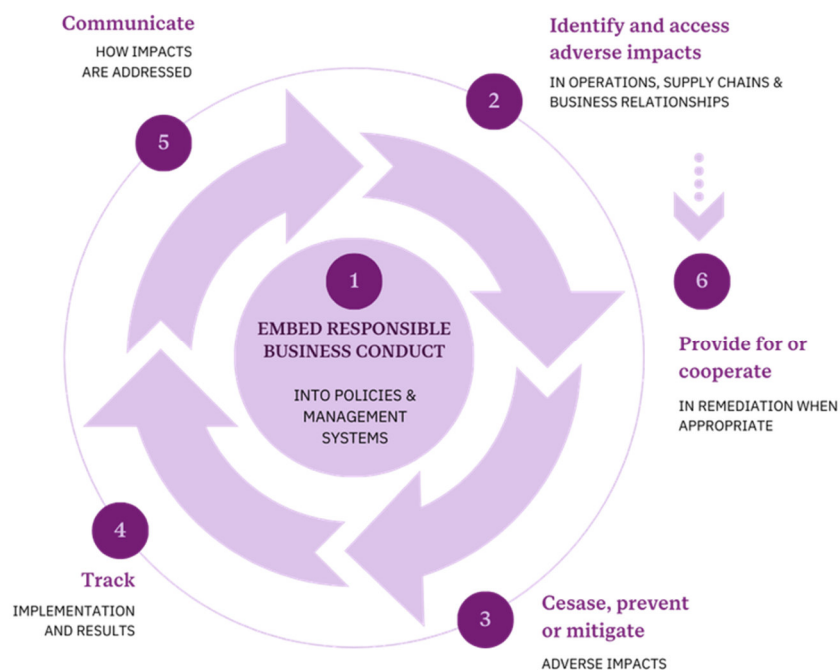 1
EMBED RESPONSIBLE
BUSINESS CONDUCT
INTO POLICIES &
MANAGEMENT
SYSTEMS
2
Identify and access
adverse impacts
IN OPERATIONS, SUPPLY CHAINS &
BUSINESS RELATIONSHIPS
3
Cesase, prevent
or mitigate
ADVERSE IMPACTS
4
Track
IMPLEMENTATION
AND RESULTS
5
Communicate
HOW IMPACTS
ARE ADDRESSED
6
Provide for or
cooperate
IN REMEDIATION WHEN
APPROPRIATE